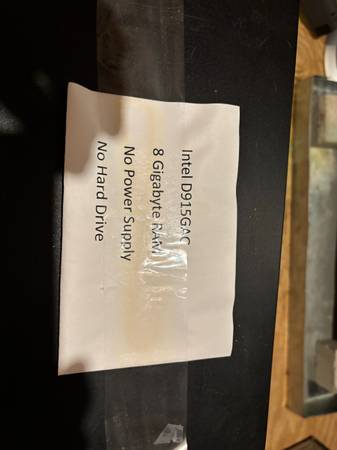 Intel D915GAG
8 Gigabyte RAM
No Power Supply
No Hard Drive